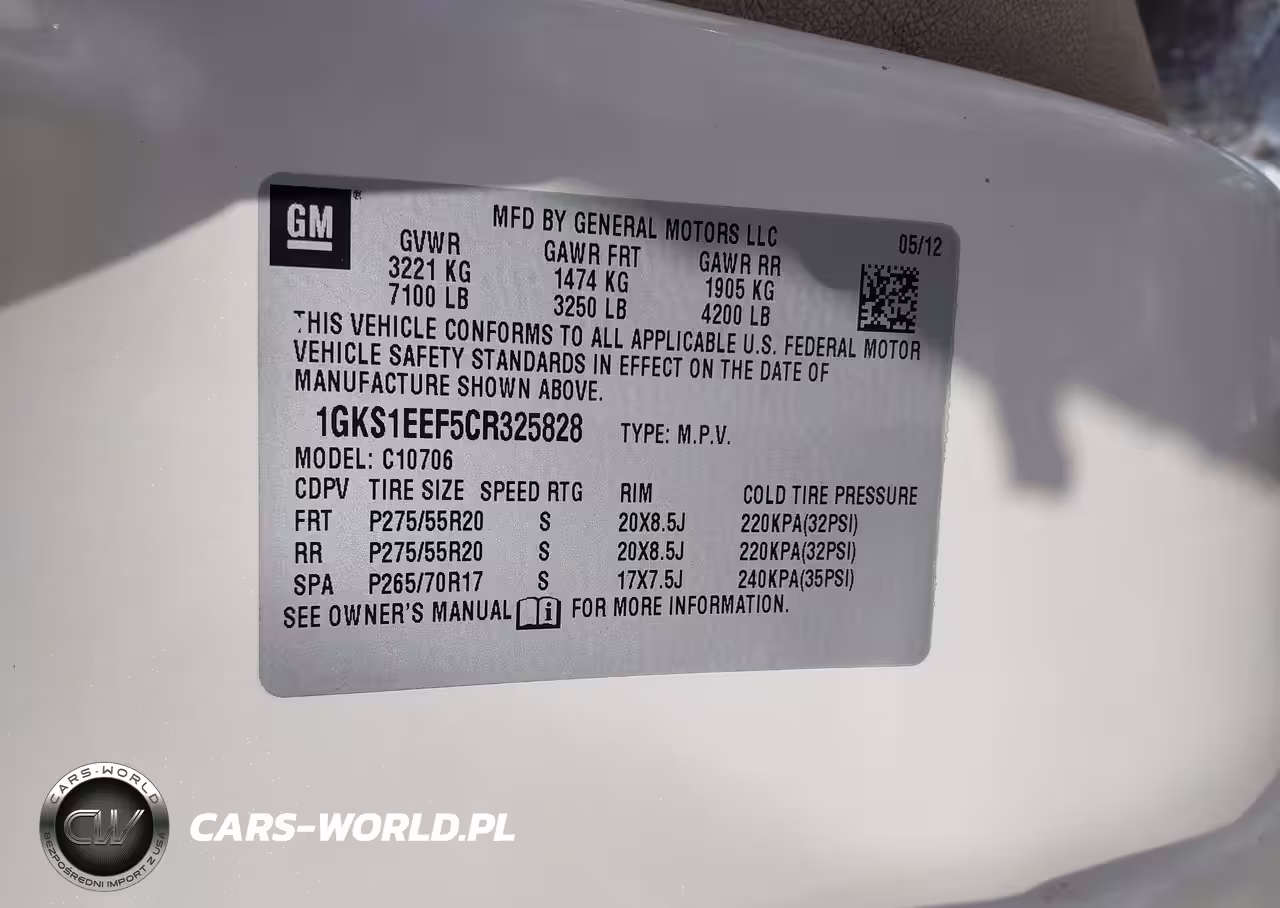 GM ®
MFD BY GENERAL MOTORS LLC 05/12
GVWR GAWR FRT GAWR RR
3221 KG 1474 KG 1905 KG
7100 LB 3250 LB 4200 LB
THIS VEHICLE CONFORMS TO ALL APPLICABLE U.S. FEDERAL MOTOR
VEHICLE SAFETY STANDARDS IN EFFECT ON THE DATE OF
MANUFACTURE SHOWN ABOVE.
1GKS1EEF5CR325828 TYPE: M.P.V.
MODEL: C10706
CDPV TIRE SIZE SPEED RTG RIM COLD TIRE PRESSURE
FRT P275/55R20 S 20X8.5J 220KPA(32PSI)
RR P275/55R20 S 20X8.5J 220KPA(32PSI)
SPA P265/70R17 S 17X7.5J 240KPA(35PSI)
SEE OWNER'S MANUAL i FOR MORE INFORMATION.
CARS-WORLD
CW
BEZPOŚREDNI IMPORT Z USA
CARS-WORLD.PL